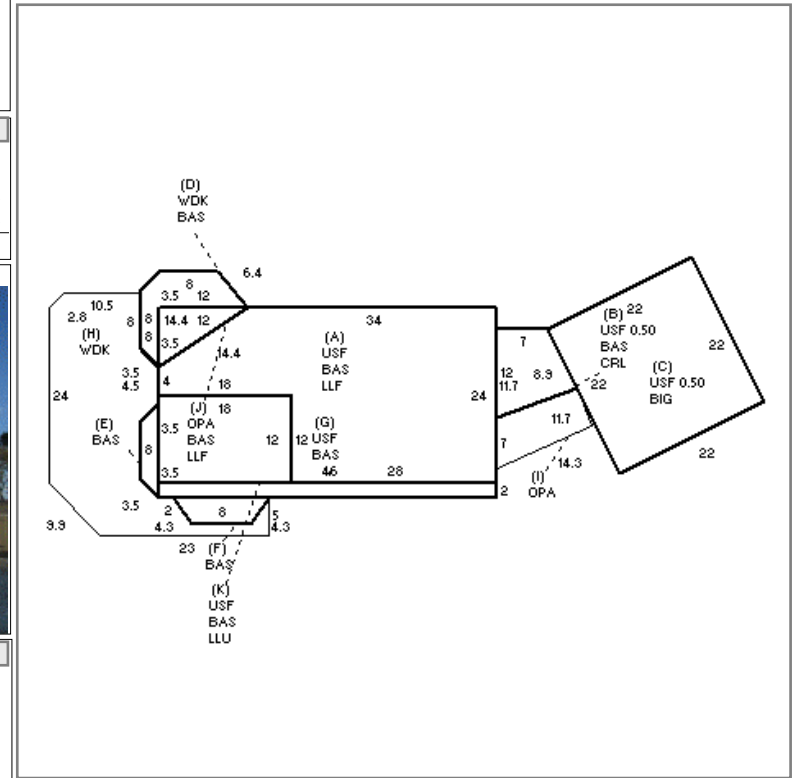 (D)
WDK
BAS
6.4
8
3.5 12
10.5
2.8
(H)
WDK
8
8
8
14.4 12
3.5
34
(A)
USF
BAS
LLF
14.4
(B)
USF 0.50
BAS
CRL
22
22
7
12
11.7
8.9
22
(C)
USF 0.50
BIG
24
3.5
4.5
4
18
18
24
(J)
OPA
BAS
LLF
(E)
BAS
8
3.5
3.5
12
12
(G)
USF
BAS
46
28
7
11.7
14.3
(I)
OPA
22
2
3.5
2
4.3
8
5
4.3
9.9
23
(F)
BAS
(K)
USF
BAS
LLU